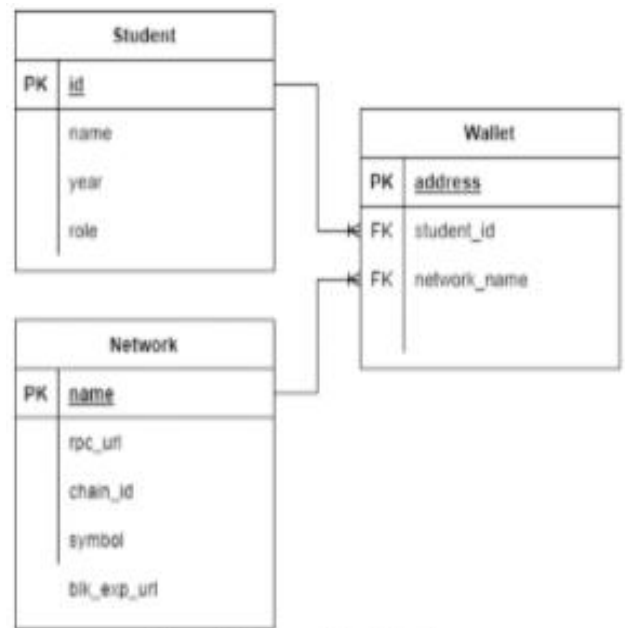 Student
PK id
name
year
role
Wallet
PK address
FK student_id
FK network_name
Network
PK name
rpc_url
chain_id
symbol
blk_exp_url